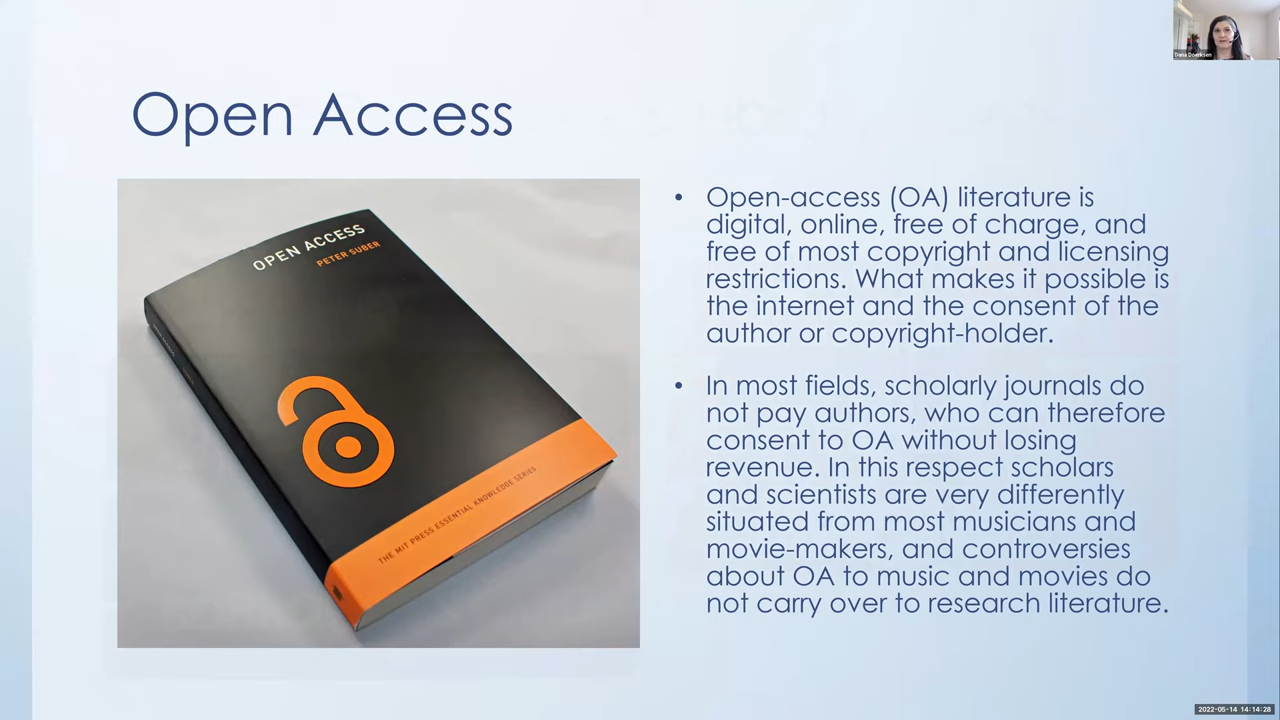 Dana Doerksen
Open Access
OPEN ACCESS
PETER SUBER
THE MIT PRESS ESSENTIAL KNOWLEDGE SERIES
• Open-access (OA) literature is
digital, online, free of charge, and
free of most copyright and licensing
restrictions. What makes it possible is
the internet and the consent of the
author or copyright-holder.
• In most fields, scholarly journals do
not pay authors, who can therefore
consent to OA without losing
revenue. In this respect scholars
and scientists are very differently
situated from most musicians and
movie-makers, and controversies
about OA to music and movies do
not carry over to research literature.
2022-05-14 14:14:28